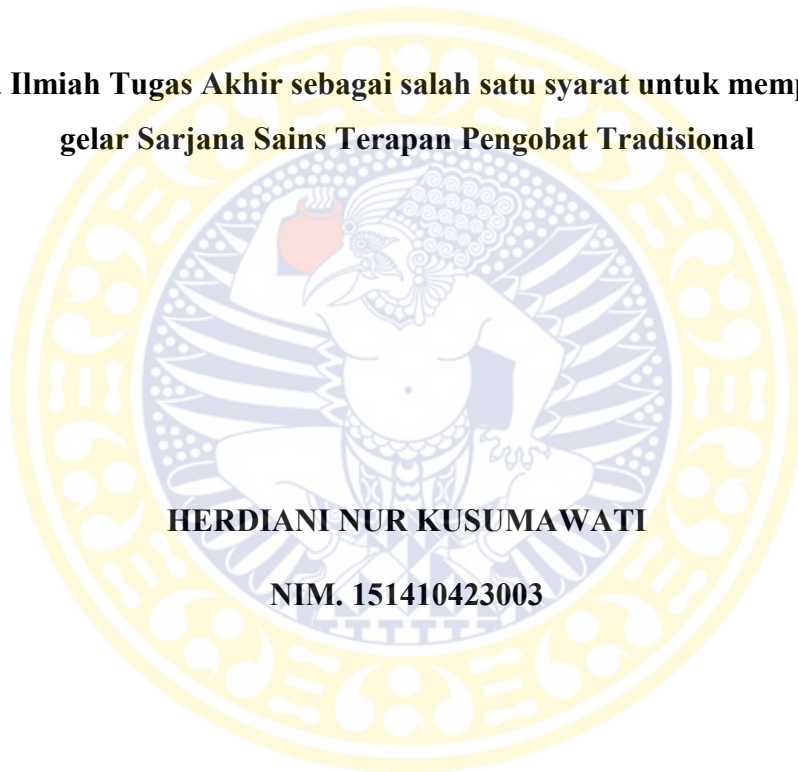 Ilmiah Tugas Akhir sebagai salah satu syarat untuk
gelar Sarjana Sains Terapan Pengobat Tradisional
HERDIANI NUR KUSUMAWATI
NIM. 151410423003